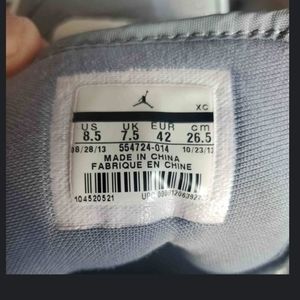 XC
US UK EUR cm
8.5 7.5 42 26.5
08/28/13 554724-014 10/23/13
MADE IN CHINA
FABRIQUE EN CHINE
104520521 UPC